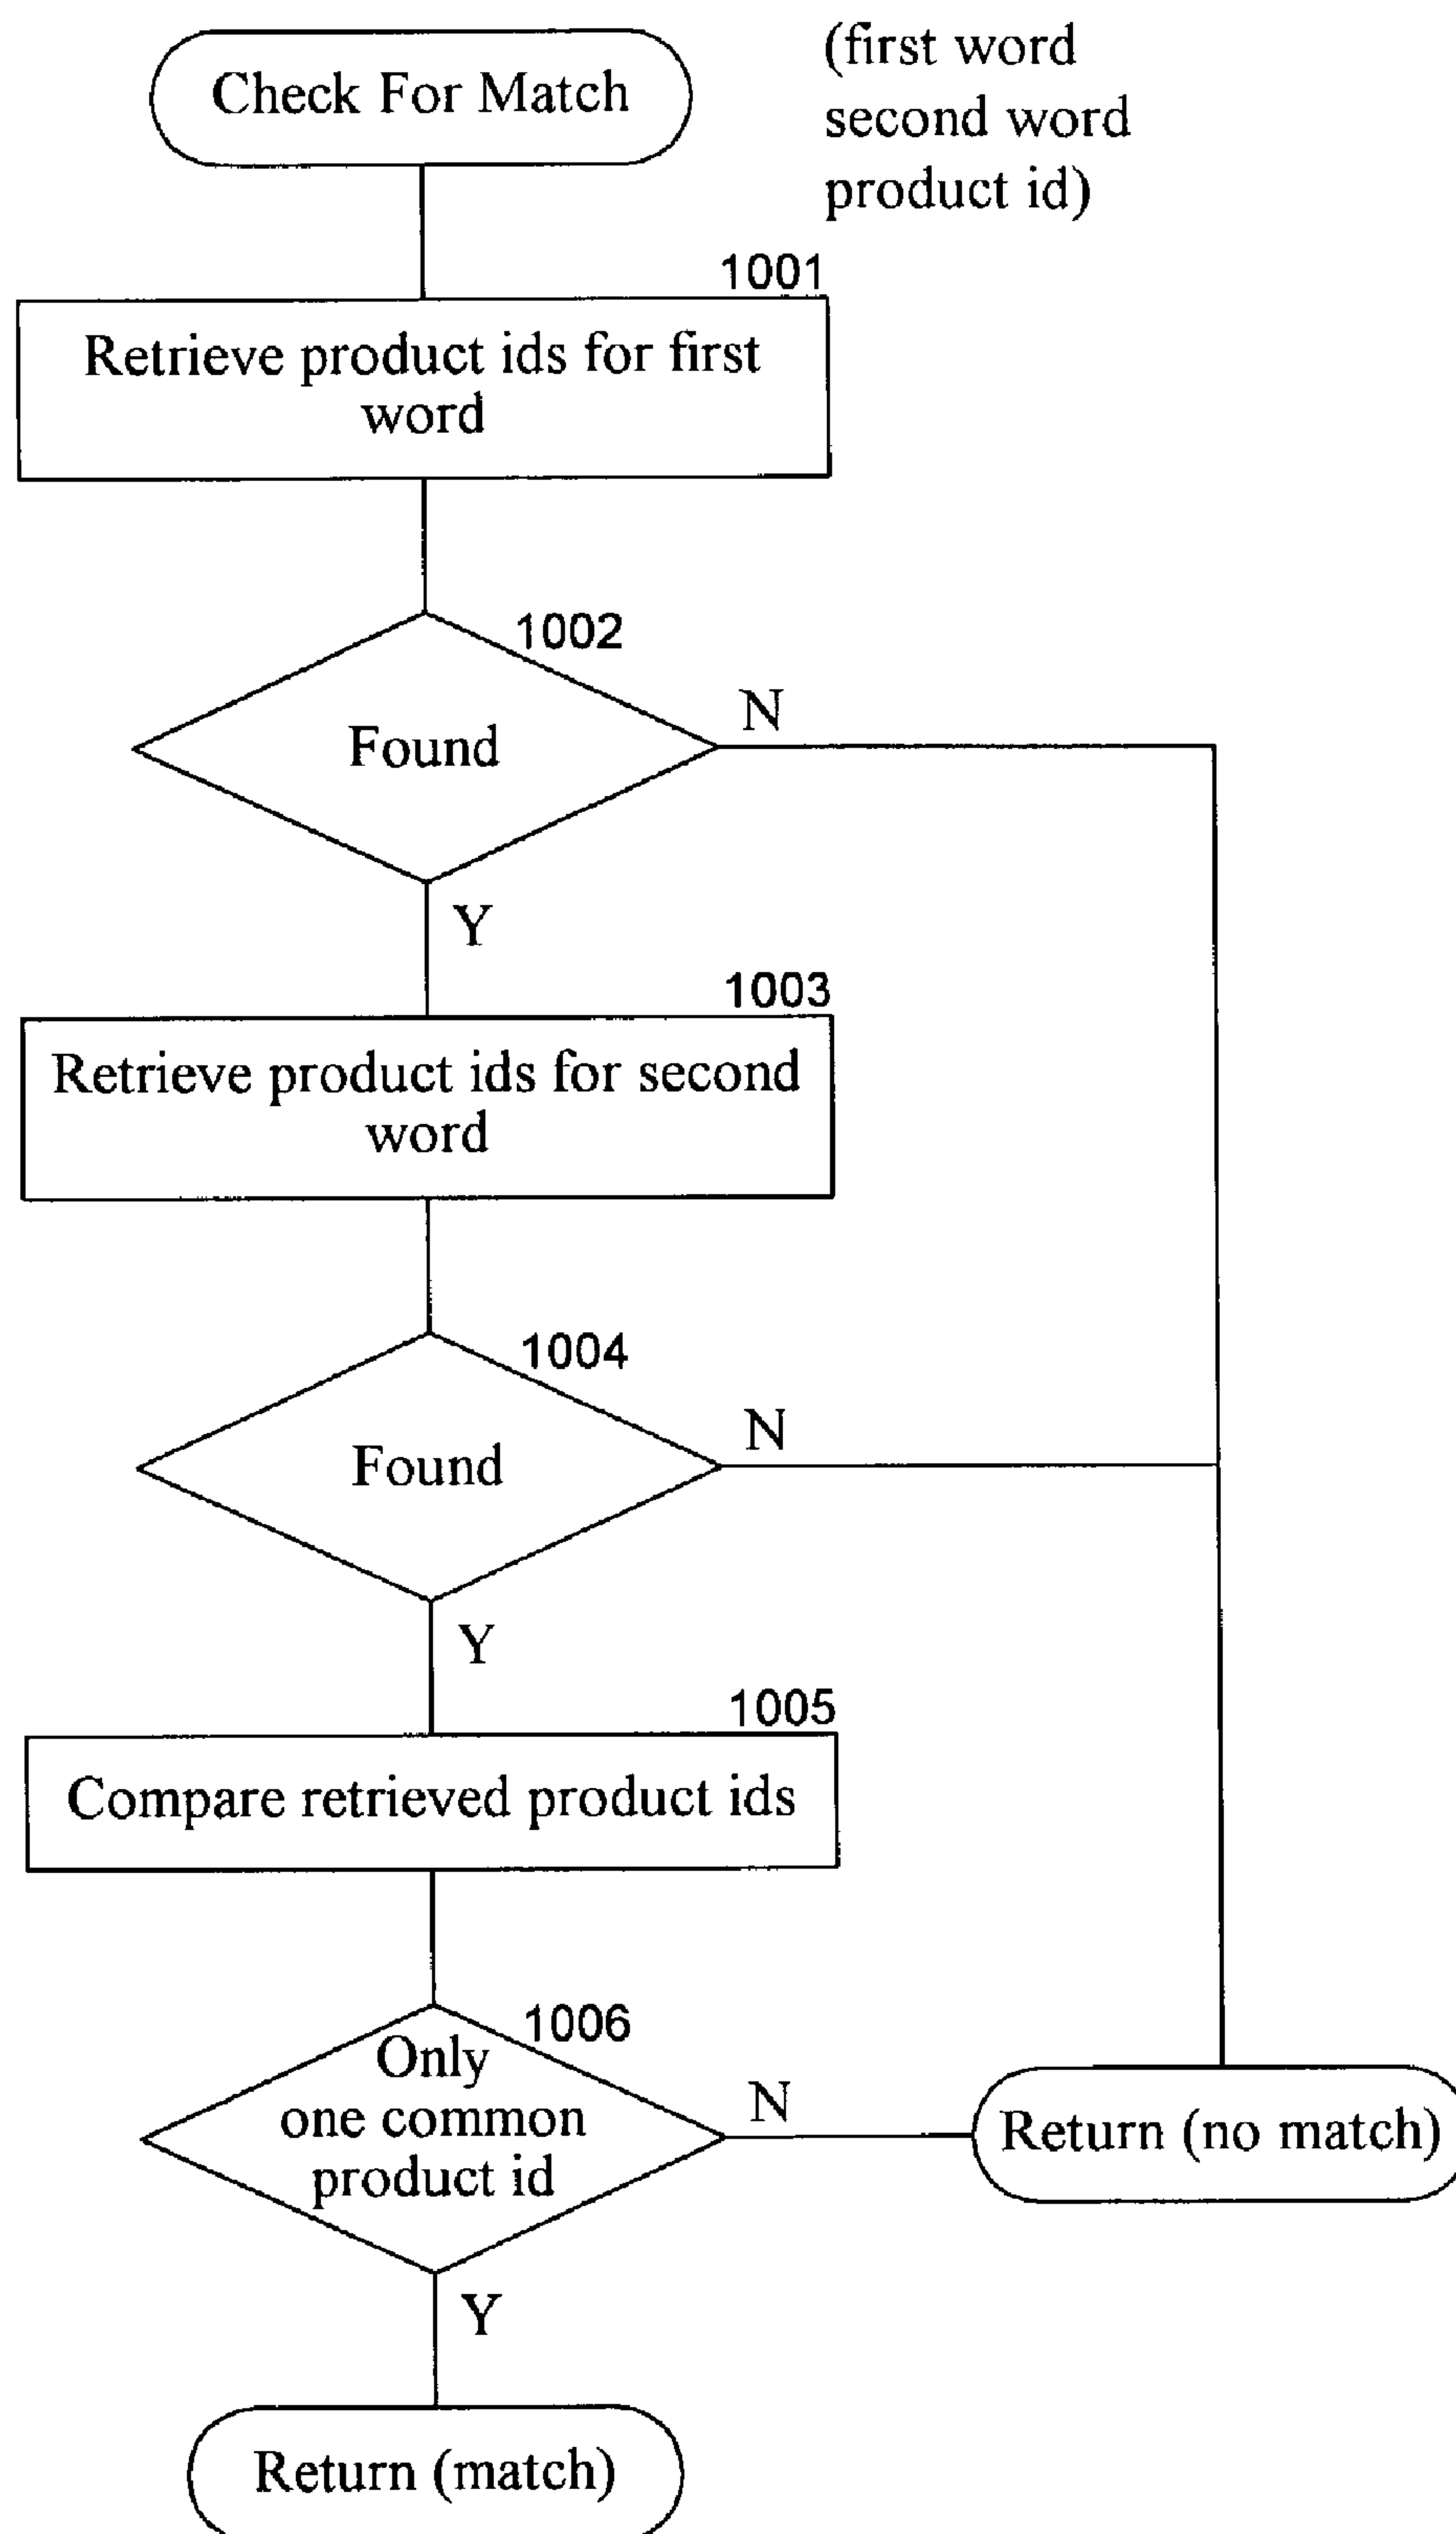 Check For Match
(first word
second word
product id)
1001
Retrieve product ids for first
word
1002
Found
N
Y
1003
Retrieve product ids for second
word
1004
Found
N
Y
1005
Compare retrieved product ids
1006
Only
one common
product id
N
Return (no match)
Y
Return (match)